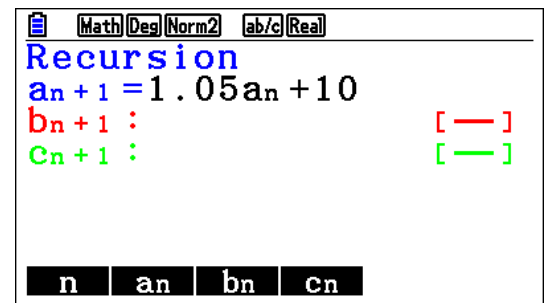 Math Deg Norm2 ab/c Real
Recursion
an+1=1.05an+10
bn+1: [—]
cn+1: [—]
n an bn cn